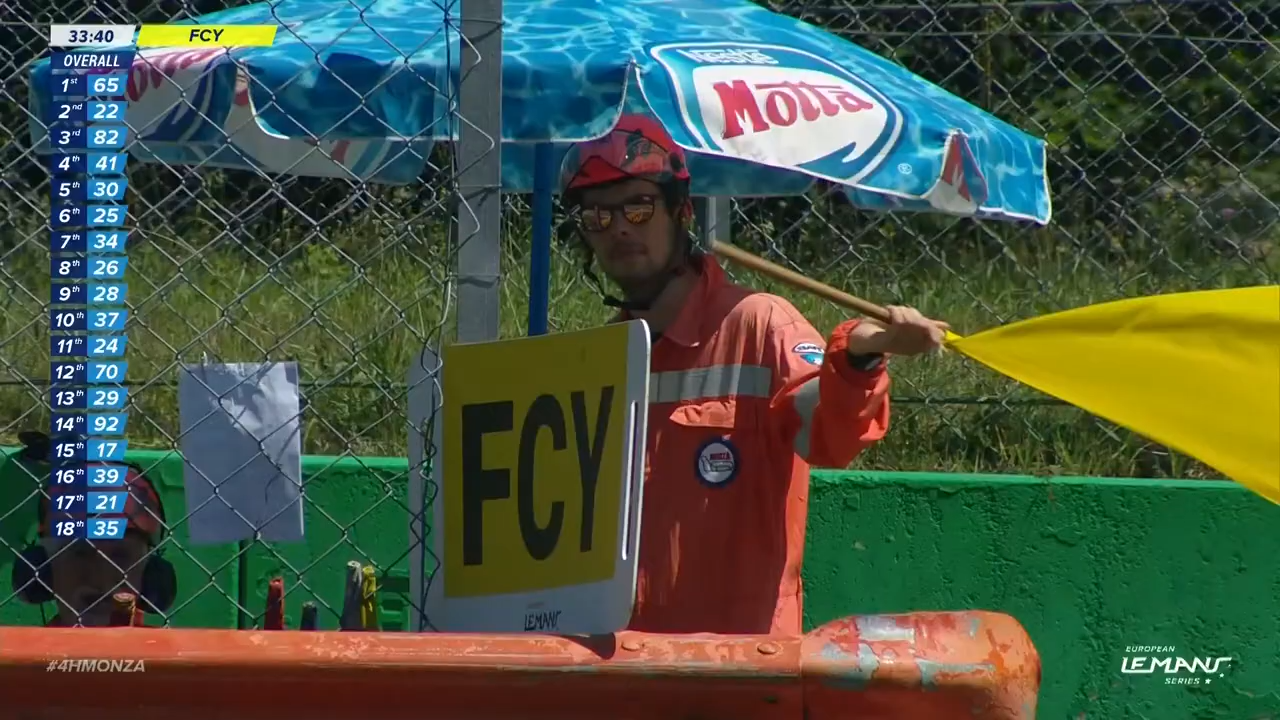 33:40 FCY
OVERALL
1st 65
2nd 22
3rd 82
4th 41
5th 30
6th 25
7th 34
8th 26
9th 28
10th 37
11th 24
12th 70
13th 29
14th 92
15th 17
16th 39
17th 21
18th 35
Nestlé
Motta
FCY
LEMANS
#4HMONZA
EUROPEAN
LEMANS
SERIES